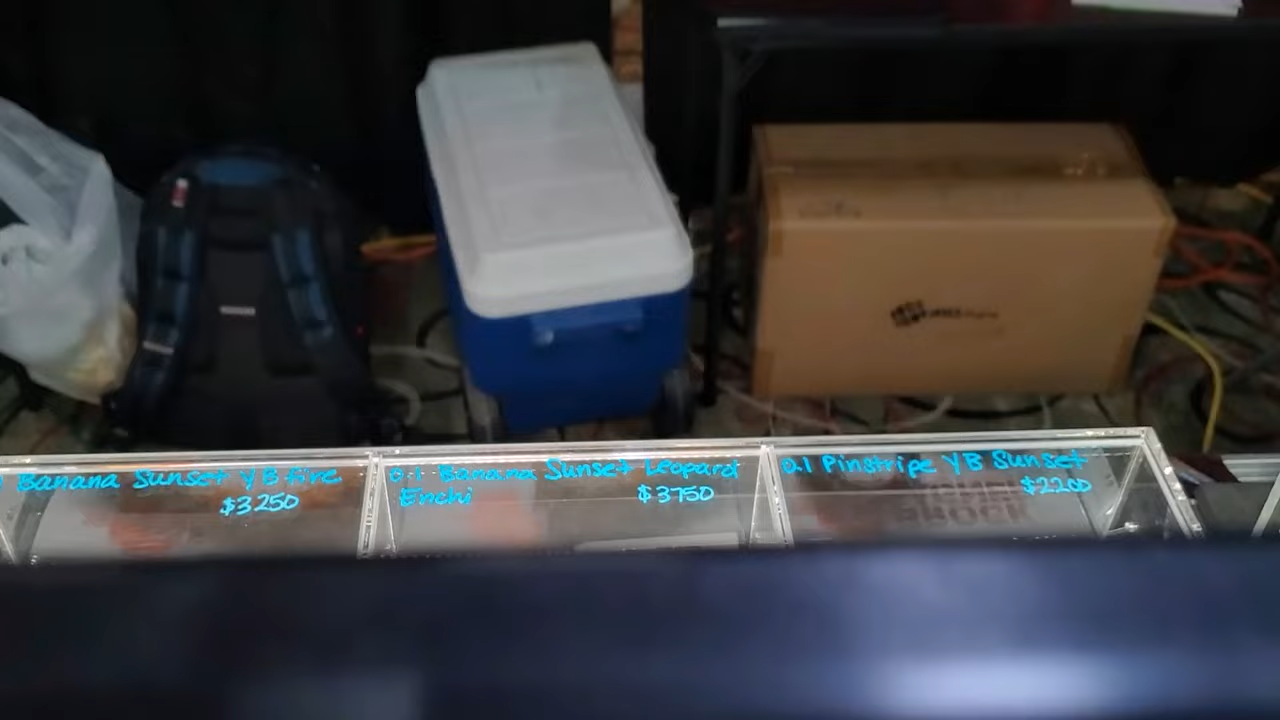 Banana Sunset YB fire
$3250
0.1 Banana Sunset Leopard
Enchi
$3750
0.1 Pinstripe YB Sunset
$2200